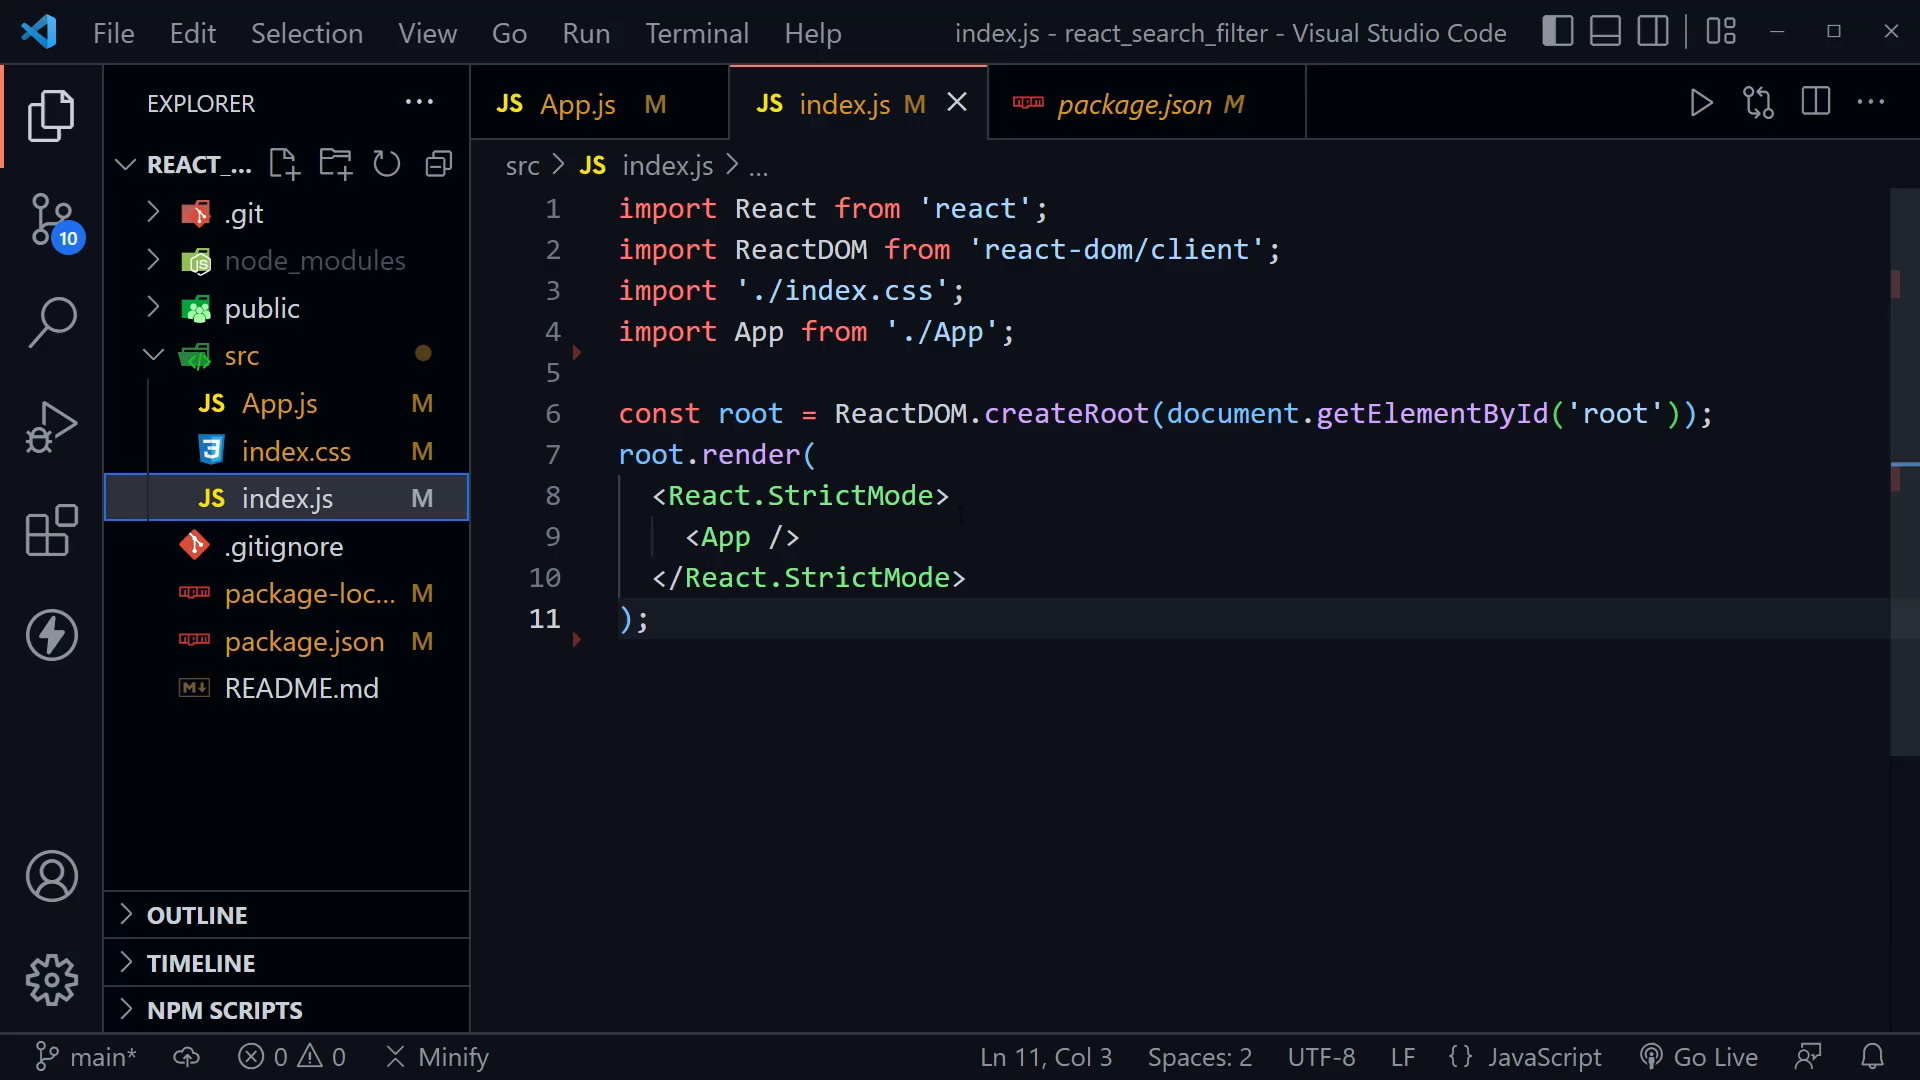 File Edit Selection View Go Run Terminal Help index.js - react_search_filter - Visual Studio Code
EXPLORER
REACT_...
.git
node_modules
public
src
JS App.js M
index.css M
JS index.js M
.gitignore
package-loc... M
package.json M
README.md
OUTLINE
TIMELINE
NPM SCRIPTS
10
JS App.js M JS index.js M package.json M
src > JS index.js > ...
1 import React from 'react';
2 import ReactDOM from 'react-dom/client';
3 import './index.css';
4 import App from './App';
5
6 const root = ReactDOM.createRoot(document.getElementById('root'));
7 root.render(
8 <React.StrictMode>
9 <App />
10 </React.StrictMode>
11 );
main* 0 0 Minify Ln 11, Col 3 Spaces: 2 UTF-8 LF {} JavaScript Go Live